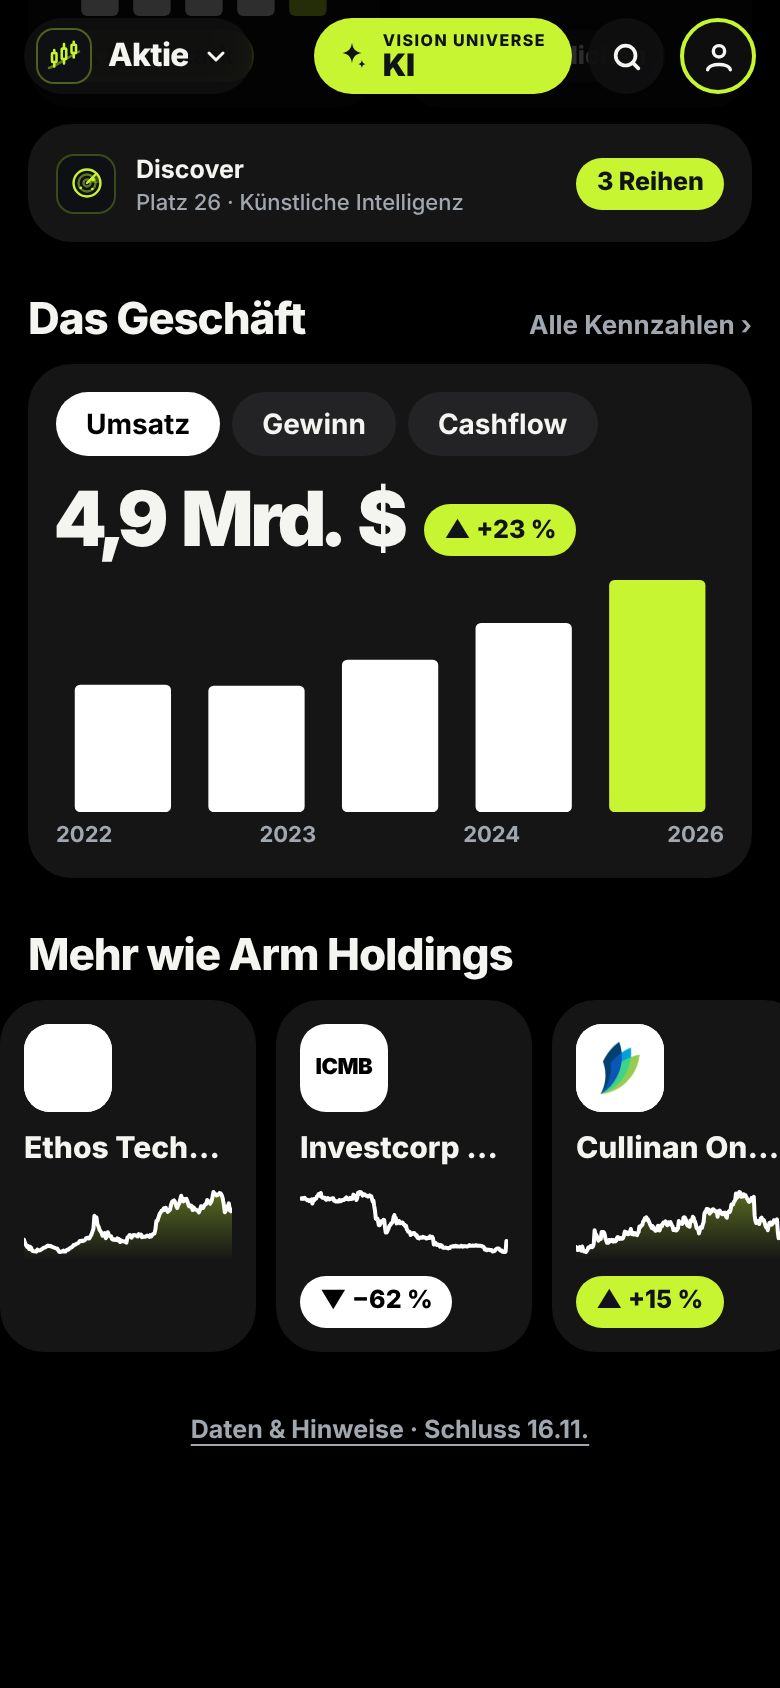 Aktie
VISION UNIVERSE
KI
Discover
Platz 26 · Künstliche Intelligenz
3 Reihen
Das Geschäft
Alle Kennzahlen ›
Umsatz
Gewinn
Cashflow
4,9 Mrd. $
▲ +23 %
2022
2023
2024
2026
Mehr wie Arm Holdings
Ethos Tech...
ICMB
Investcorp ...
▼ −62 %
Cullinan On...
▲ +15 %
Daten & Hinweise · Schluss 16.11.